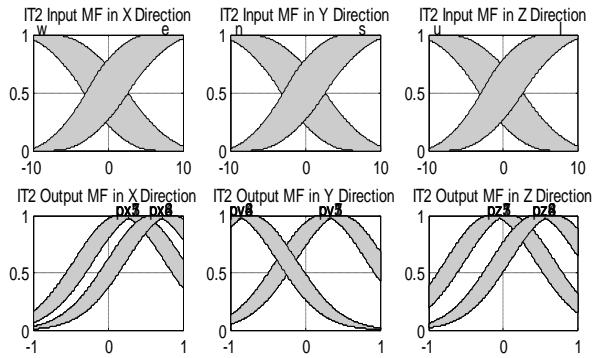 IT2 Input MF in X Direction
IT2 Input MF in Y Direction
IT2 Input MF in Z Direction
w e
n s
u l
1 0.5 0
1 0.5 0
1 0.5 0
-10 0 10
-10 0 10
-10 0 10
IT2 Output MF in X Direction
IT2 Output MF in Y Direction
IT2 Output MF in Z Direction
1 0.5 0
1 0.5 0
1 0.5 0
-1 0 1
-1 0 1
-1 0 1